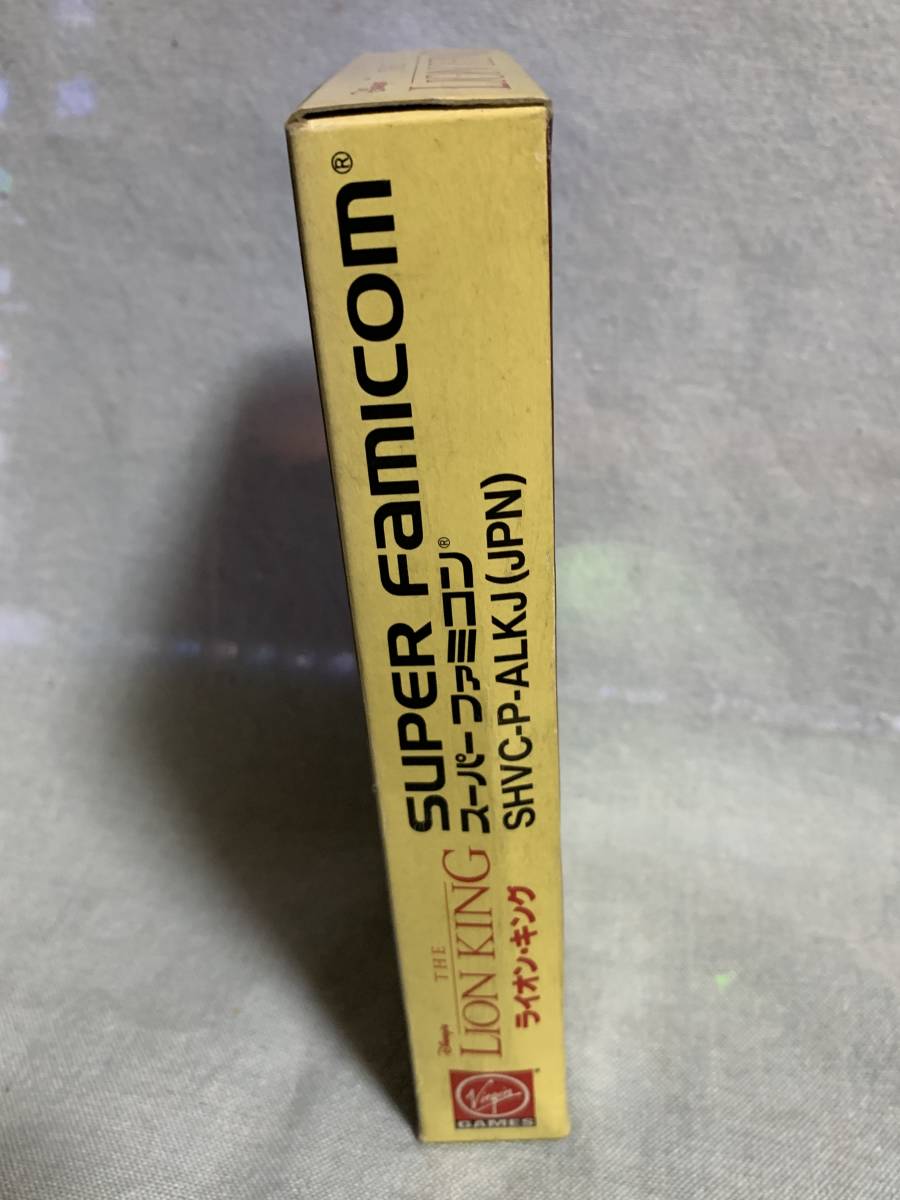 SUPER Famicom®
スーパーファミコン®
SHVC-P-ALKJ (JPN)
Disney's
THE
LION KING
ライオン・キング
Virgin
GAMES